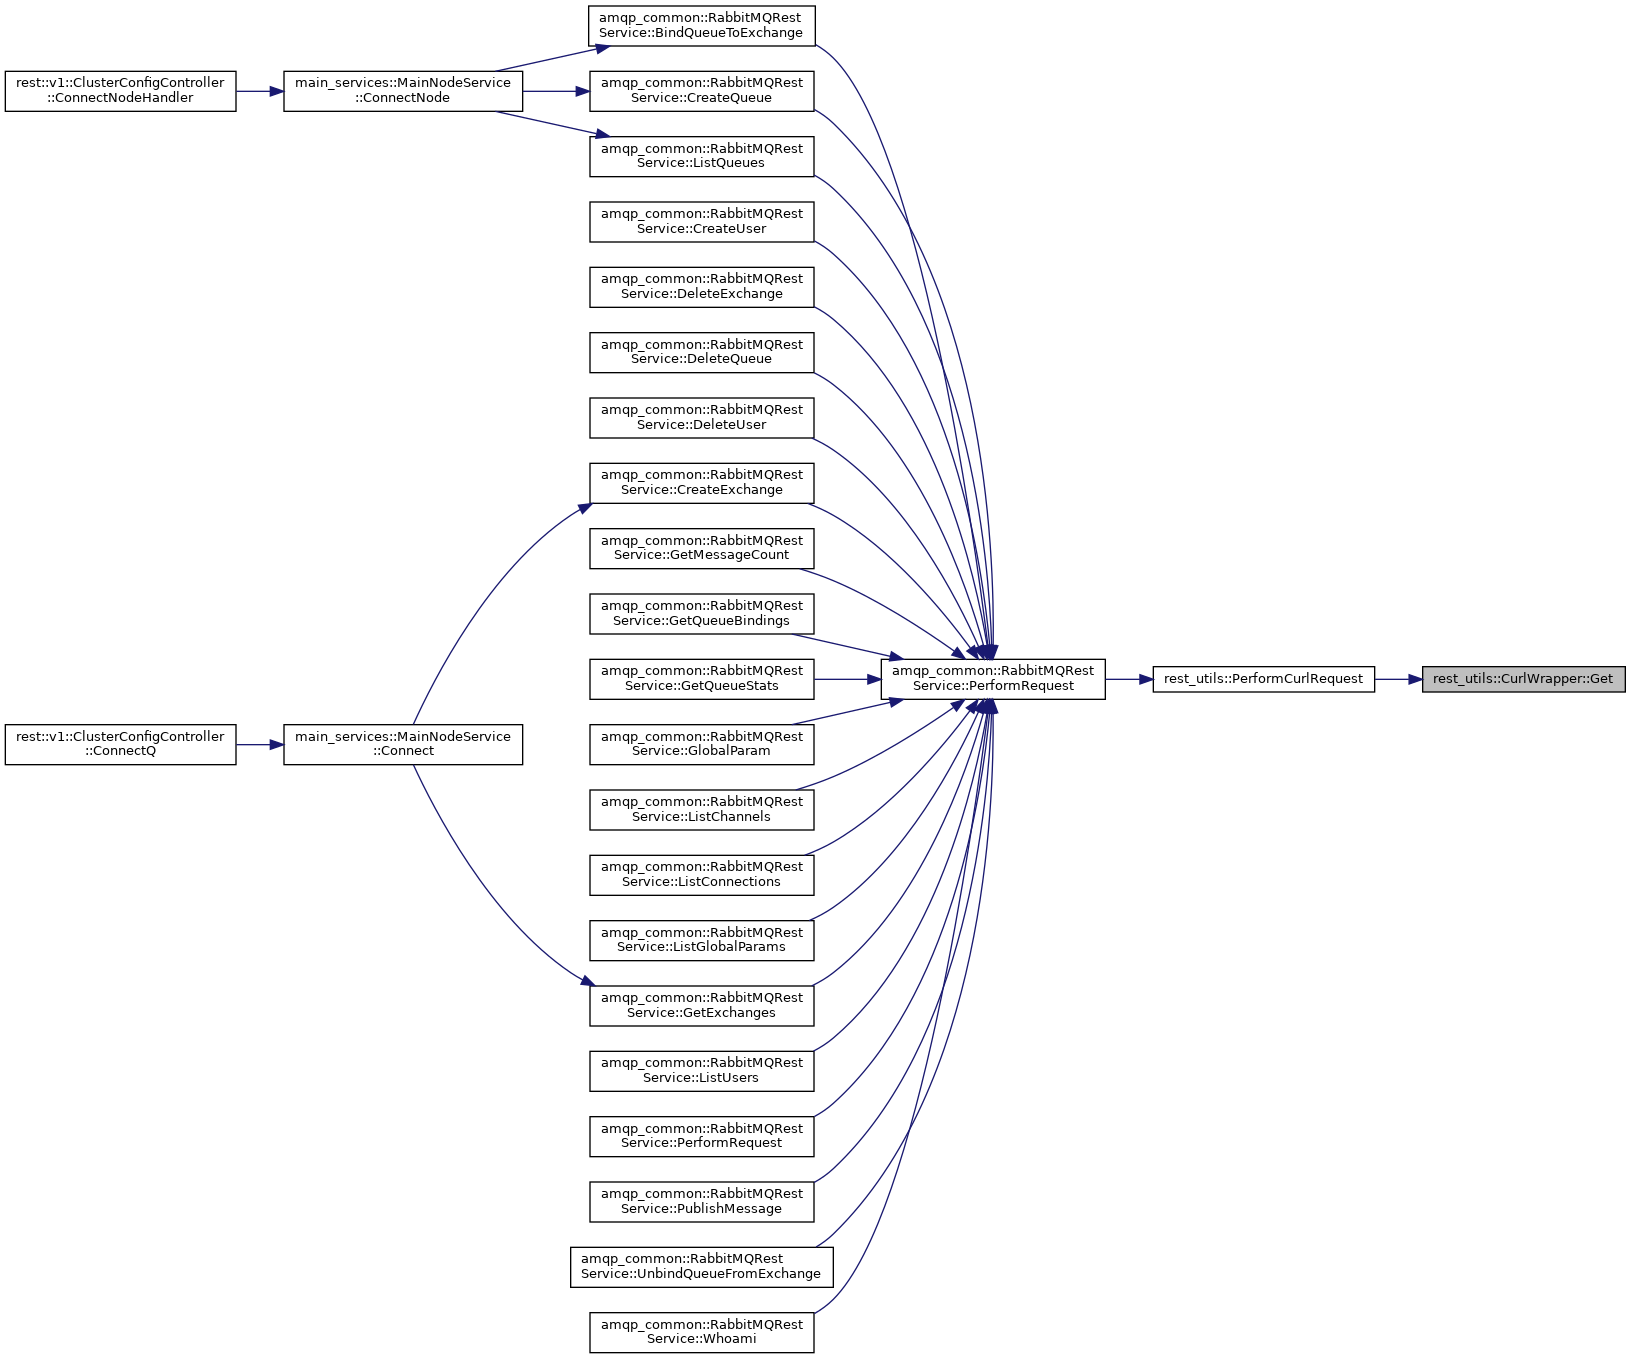 amqp_common::RabbitMQRest
Service::BindQueueToExchange
rest::v1::ClusterConfigController
::ConnectNodeHandler
main_services::MainNodeService
::ConnectNode
amqp_common::RabbitMQRest
Service::CreateQueue
amqp_common::RabbitMQRest
Service::ListQueues
amqp_common::RabbitMQRest
Service::CreateUser
amqp_common::RabbitMQRest
Service::DeleteExchange
amqp_common::RabbitMQRest
Service::DeleteQueue
amqp_common::RabbitMQRest
Service::DeleteUser
amqp_common::RabbitMQRest
Service::CreateExchange
amqp_common::RabbitMQRest
Service::GetMessageCount
amqp_common::RabbitMQRest
Service::GetQueueBindings
amqp_common::RabbitMQRest
Service::GetQueueStats
amqp_common::RabbitMQRest
Service::PerformRequest
rest_utils::PerformCurlRequest
rest_utils::CurlWrapper::Get
rest::v1::ClusterConfigController
::ConnectQ
main_services::MainNodeService
::Connect
amqp_common::RabbitMQRest
Service::GlobalParam
amqp_common::RabbitMQRest
Service::ListChannels
amqp_common::RabbitMQRest
Service::ListConnections
amqp_common::RabbitMQRest
Service::ListGlobalParams
amqp_common::RabbitMQRest
Service::GetExchanges
amqp_common::RabbitMQRest
Service::ListUsers
amqp_common::RabbitMQRest
Service::PerformRequest
amqp_common::RabbitMQRest
Service::PublishMessage
amqp_common::RabbitMQRest
Service::UnbindQueueFromExchange
amqp_common::RabbitMQRest
Service::Whoami